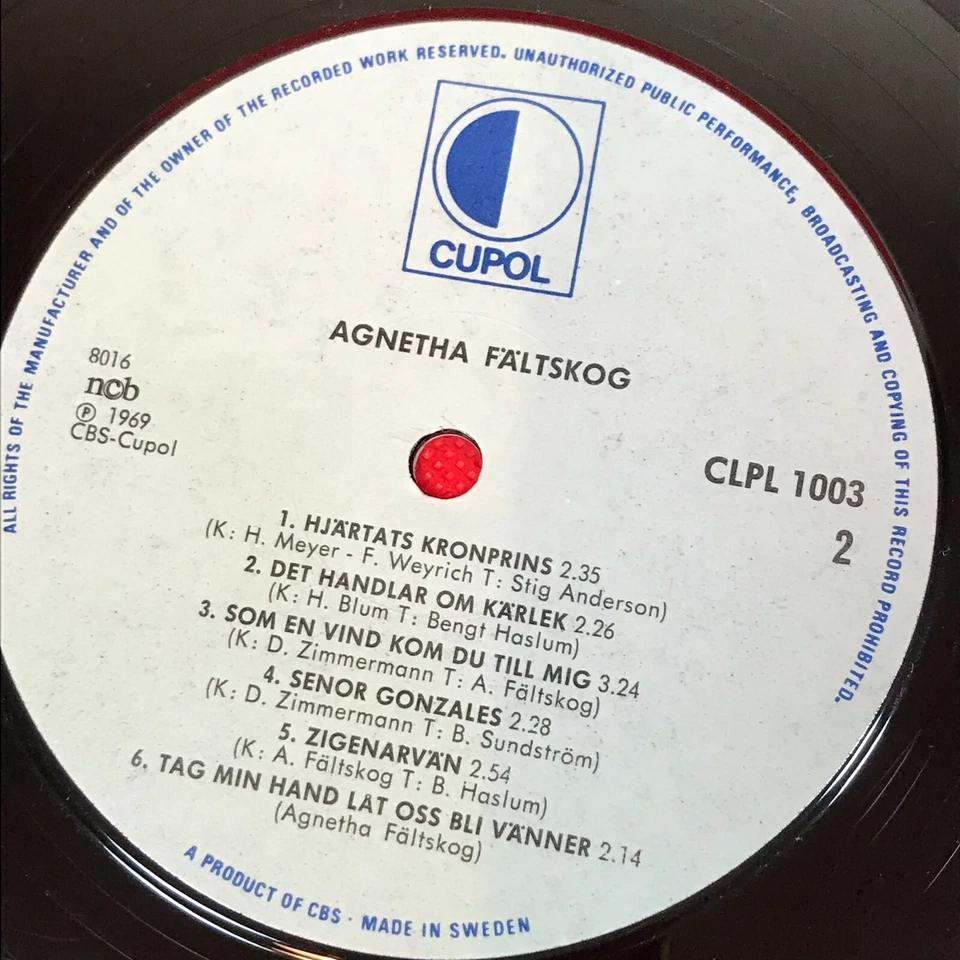 ALL RIGHTS OF THE MANUFACTURER AND OF THE OWNER OF THE RECORDED WORK RESERVED. UNAUTHORIZED PUBLIC PERFORMANCE, BROADCASTING AND COPYING OF THIS RECORD PROHIBITED.
CUPOL
AGNETHA FÄLTSKOG
8016
ncb
Ⓟ 1969
CBS-Cupol
CLPL 1003
2
1. HJÄRTATS KRONPRINS 2.35
(K: H. Meyer - F. Weyrich T: Stig Anderson)
2. DET HANDLAR OM KÄRLEK 2.26
(K: H. Blum T: Bengt Haslum)
3. SOM EN VIND KOM DU TILL MIG 3.24
(K: D. Zimmermann T: A. Fältskog)
4. SENOR GONZALES 2.28
(K: D. Zimmermann T: B. Sundström)
5. ZIGENARVÄN 2.54
(K: A. Fältskog T: B. Haslum)
6. TAG MIN HAND LÅT OSS BLI VÄNNER 2.14
(Agnetha Fältskog)
A PRODUCT OF CBS · MADE IN SWEDEN